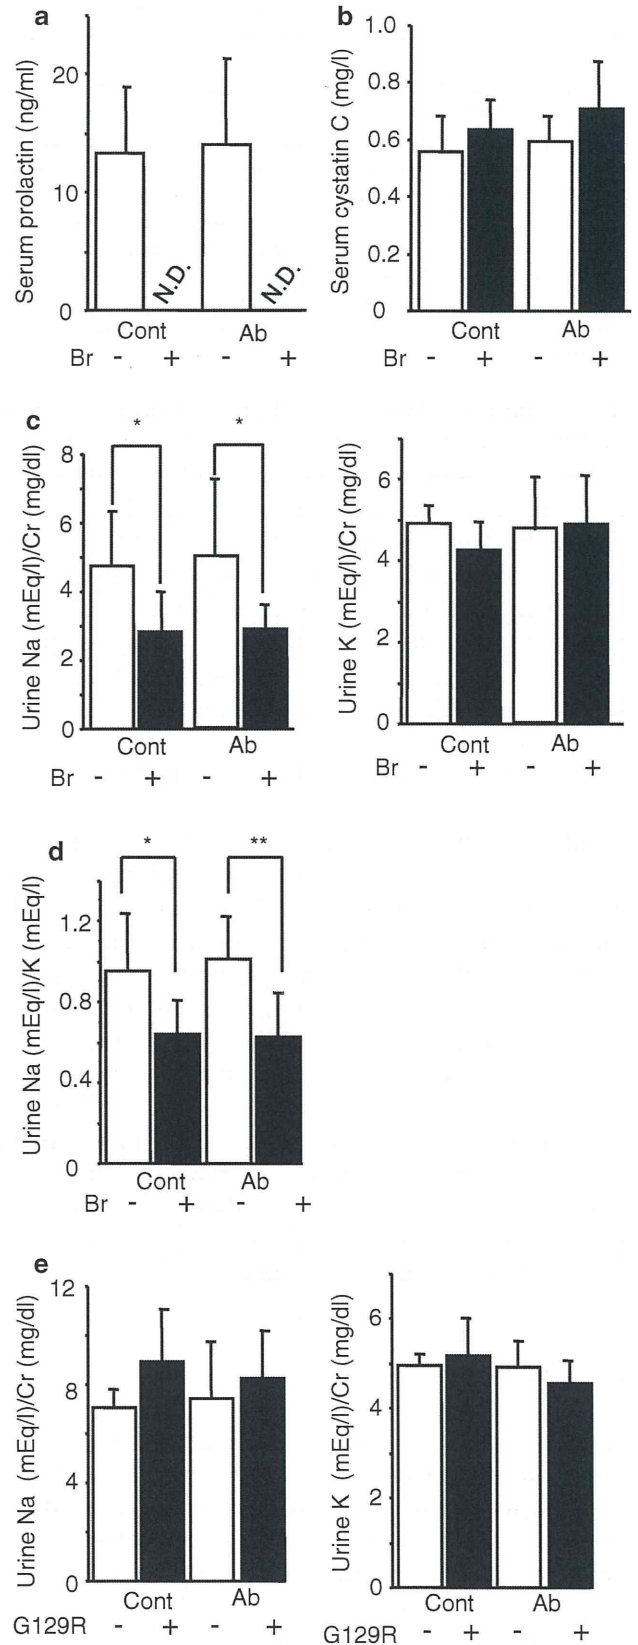 a
Serum prolactin (ng/ml)
20
10
0
N.D.
N.D.
Cont
Ab
Br - + - +
b
Serum cystatin C (mg/l)
1.0
0.8
0.6
0.4
0.2
0
Cont
Ab
Br - + - +
c
Urine Na (mEq/l)/Cr (mg/dl)
8
6
4
2
0
*
*
Cont
Ab
Br - + - +
Urine K (mEq/l)/Cr (mg/dl)
6
4
2
0
Cont
Ab
Br - + - +
d
Urine Na (mEq/l)/K (mEq/l)
1.2
0.8
0.4
0
*
**
Cont
Ab
Br - + - +
e
Urine Na (mEq/l)/Cr (mg/dl)
12
8
4
0
Cont
Ab
G129R - + - +
Urine K (mEq/l)/Cr (mg/dl)
6
4
2
0
Cont
Ab
G129R - + - +